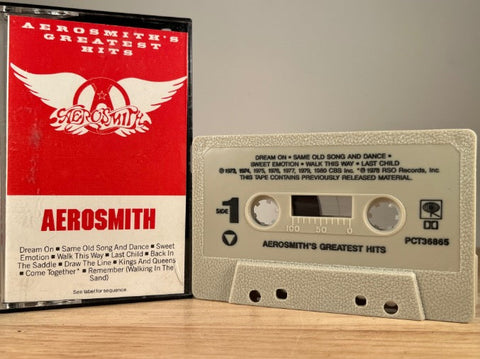 AEROSMITH'S
GREATEST
HITS
AEROSMITH
AEROSMITH
Dream On ■ Same Old Song And Dance ■ Sweet
Emotion ■ Walk This Way ■ Last Child ■ Back In
The Saddle ■ Draw The Line ■ Kings And Queens
■ Come Together* ■ Remember (Walking In The
Sand)
See label for sequence.
DREAM ON • SAME OLD SONG AND DANCE •
SWEET EMOTION • WALK THIS WAY • LAST CHILD
© 1973, 1974, 1975, 1976, 1977, 1979, 1980 CBS Inc. *℗ 1978 RSO Records, Inc
THIS TAPE CONTAINS PREVIOUSLY RELEASED MATERIAL.
SIDE 1
100 50 0
AEROSMITH'S GREATEST HITS
PCT36865